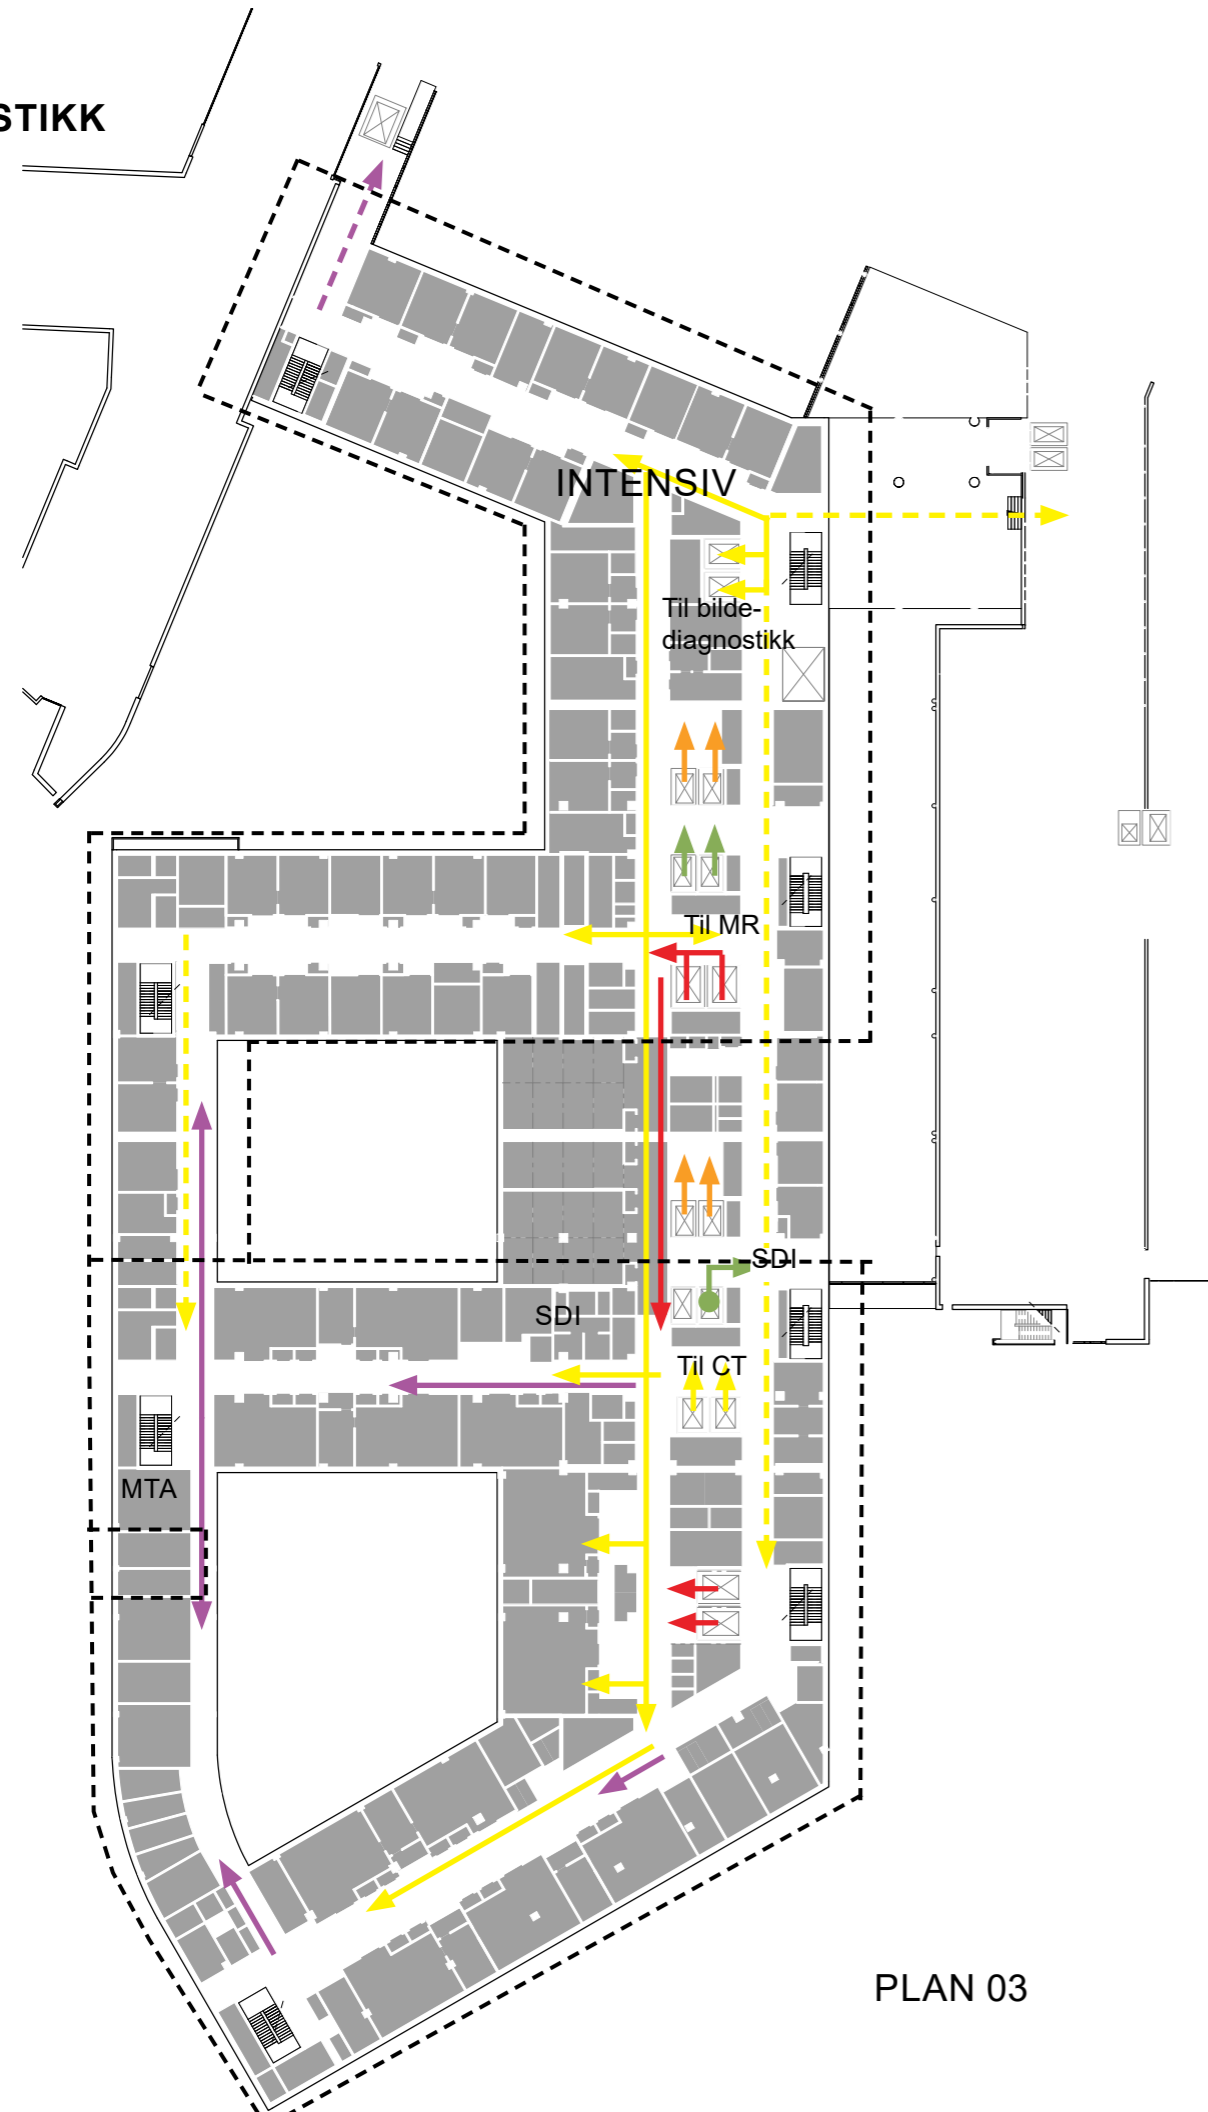 STIKK
INTENSIV
Til bilde-
diagnostikk
Til MR
SDI
SDI
Til CT
MTA
PLAN 03